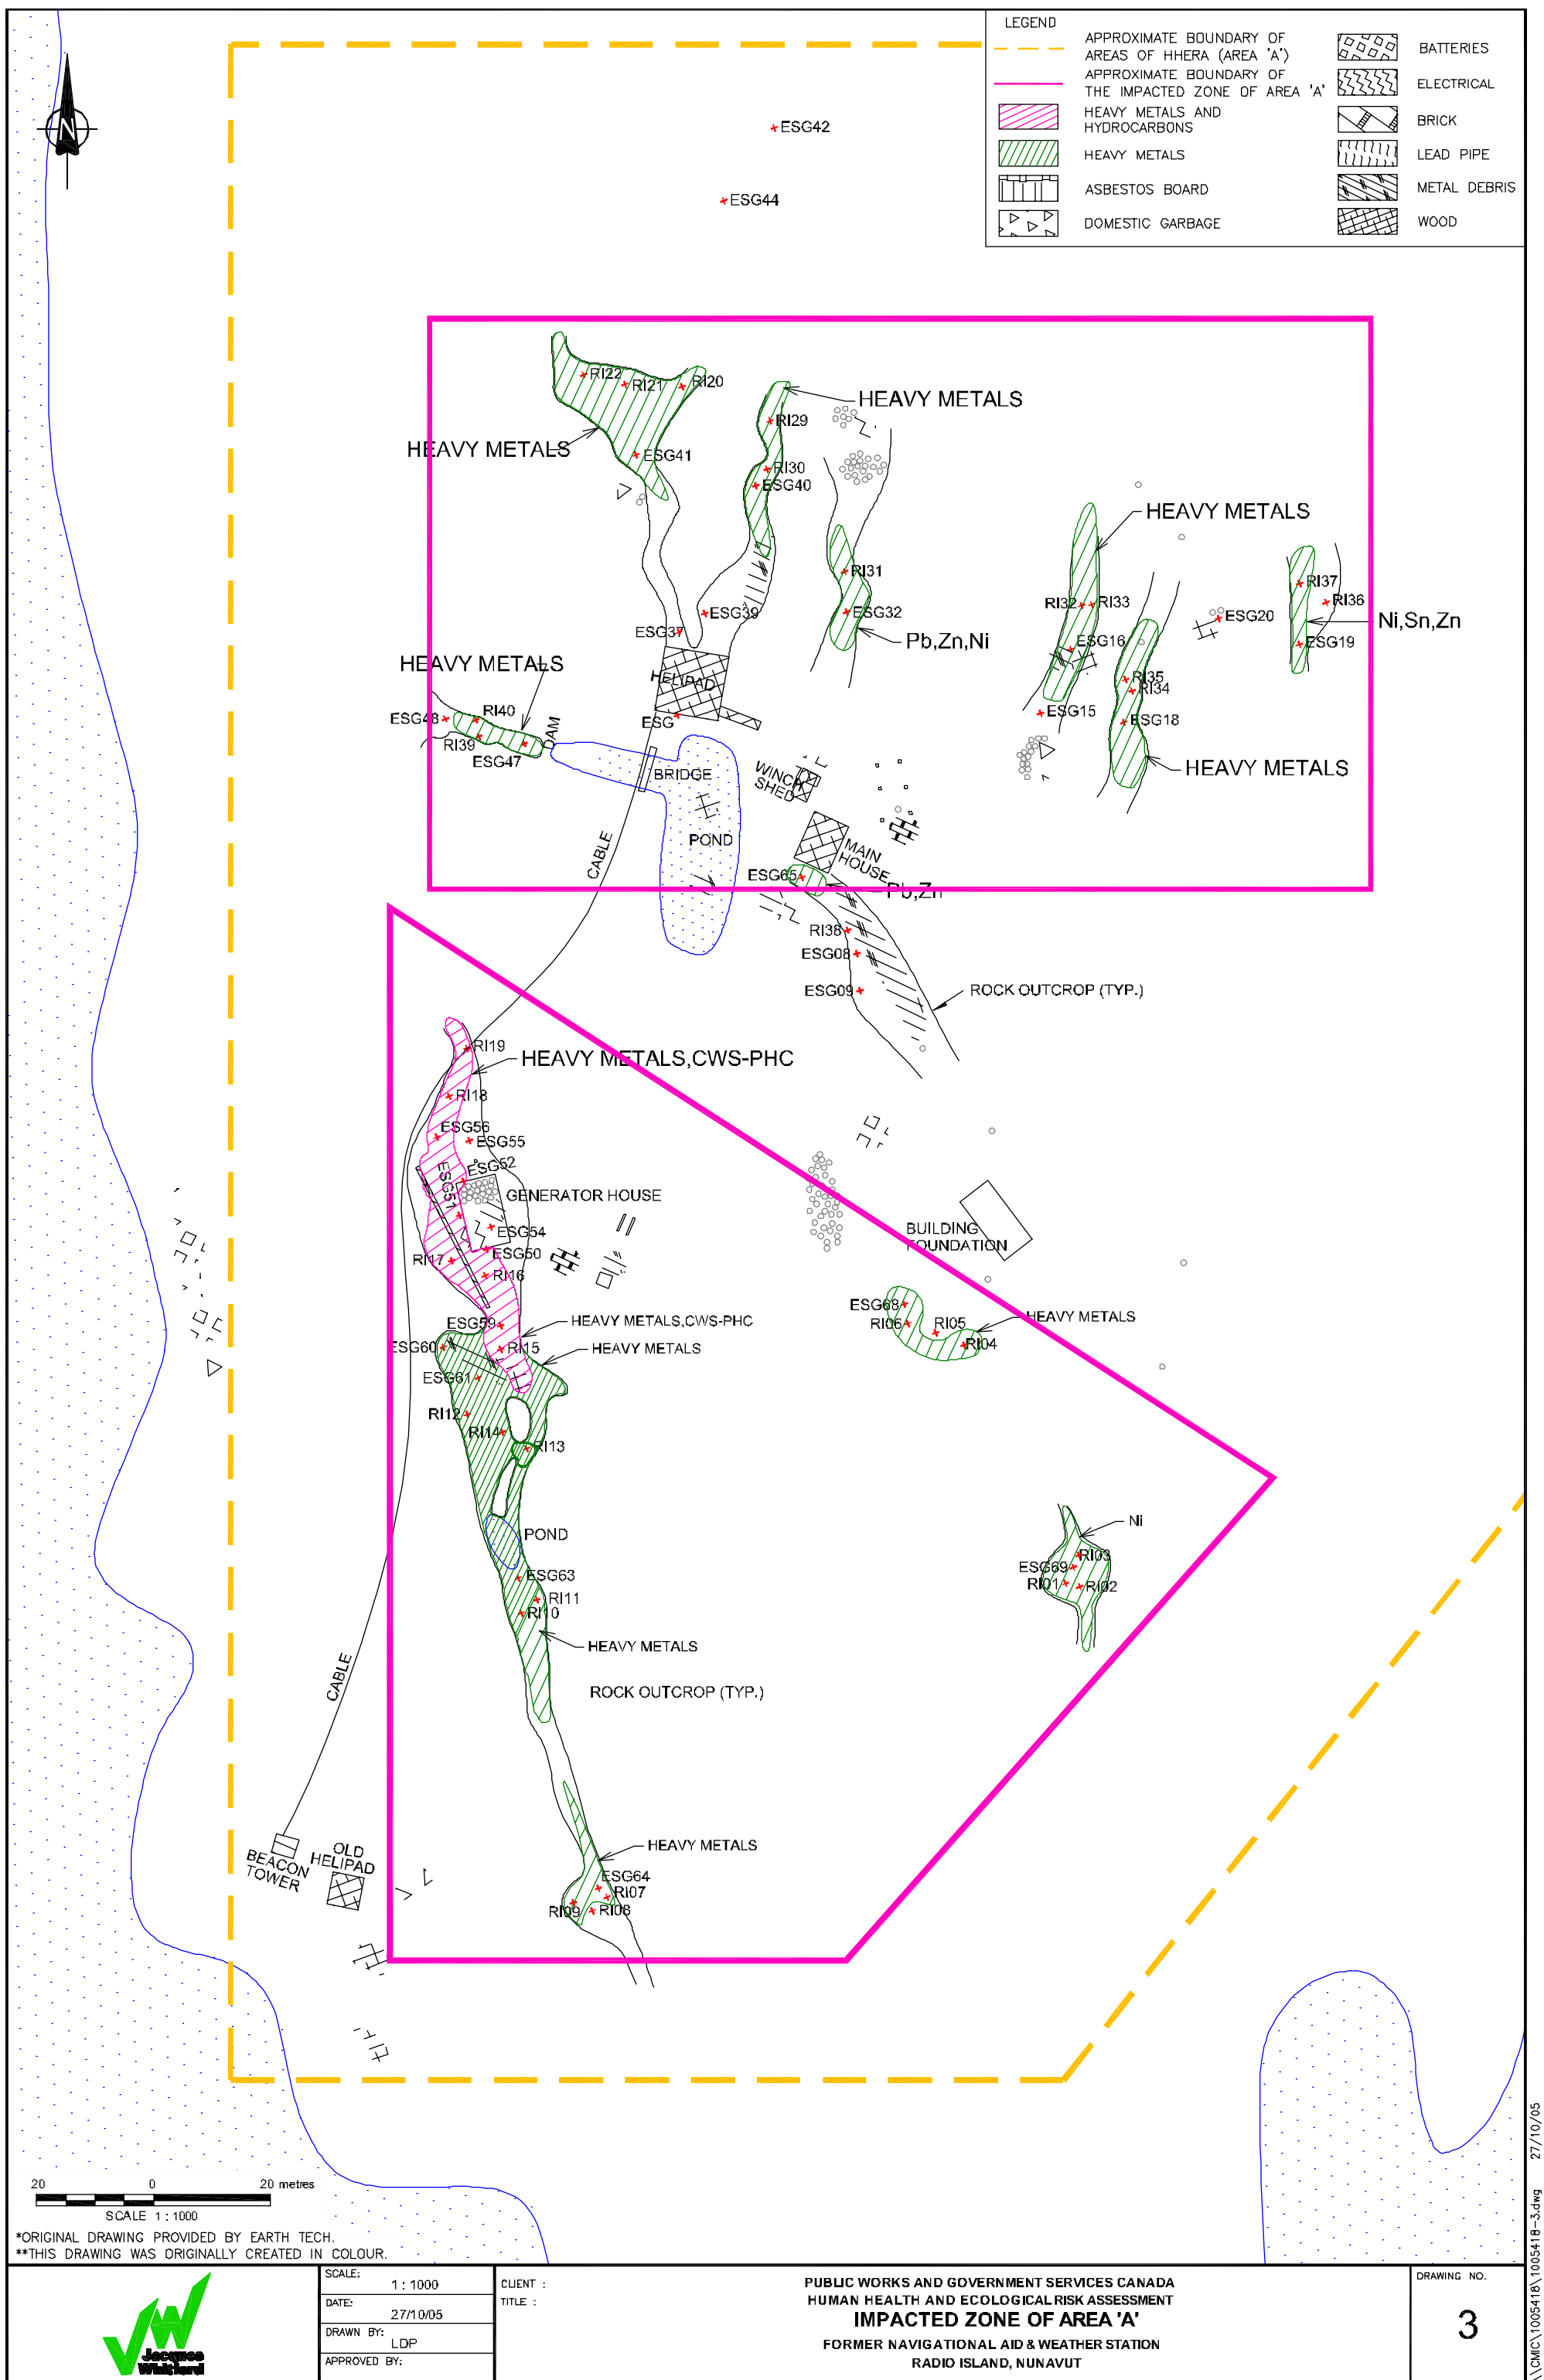 LEGEND
APPROXIMATE BOUNDARY OF
AREAS OF HHERA (AREA 'A')
APPROXIMATE BOUNDARY OF
THE IMPACTED ZONE OF AREA 'A'
HEAVY METALS AND
HYDROCARBONS
HEAVY METALS
ASBESTOS BOARD
DOMESTIC GARBAGE
BATTERIES
ELECTRICAL
BRICK
LEAD PIPE
METAL DEBRIS
WOOD
N
ESG42
ESG44
RI22
RI21
RI20
HEAVY METALS
RI29
HEAVY METALS
ESG41
RI30
ESG40
HEAVY METALS
RI31
RI37
RI36
RI32
RI33
ESG39
ESG32
ESG20
Ni,Sn,Zn
ESG37
Pb,Zn,Ni
ESG16
ESG19
HEAVY METALS
HELIPAD
RI35
RI34
ESG48
RI40
ESG
ESG15
ESG18
RI39
DAM
ESG47
BRIDGE
WINCH
SHED
HEAVY METALS
POND
CABLE
MAIN
HOUSE
ESG65
Pb,Zn
RI38
ESG08
ESG09
ROCK OUTCROP (TYP.)
RI19
HEAVY METALS,CWS-PHC
RI18
ESG56
ESG55
ESG52
ESG51
GENERATOR HOUSE
ESG54
ESG50
RI17
RI16
BUILDING
FOUNDATION
ESG68
RI06
RI05
HEAVY METALS
RI04
ESG59
HEAVY METALS,CWS-PHC
ESG60
RI15
HEAVY METALS
ESG61
RI12
RI14
RI13
POND
Ni
RI03
ESG69
RI01
RI02
ESG63
RI11
RI10
HEAVY METALS
CABLE
ROCK OUTCROP (TYP.)
HEAVY METALS
BEACON
TOWER
OLD
HELIPAD
ESG64
RI07
RI09
RI08
20 0 20 metres
SCALE 1 : 1000
*ORIGINAL DRAWING PROVIDED BY EARTH TECH.
**THIS DRAWING WAS ORIGINALLY CREATED IN COLOUR.
\\CMIC\1005418\1005418-3.dwg 27/10/05
Jacques
Whitford
SCALE:
1 : 1000
DATE:
27/10/05
DRAWN BY:
LDP
APPROVED BY:
CLIENT :
TITLE :
PUBLIC WORKS AND GOVERNMENT SERVICES CANADA
HUMAN HEALTH AND ECOLOGICAL RISK ASSESSMENT
IMPACTED ZONE OF AREA 'A'
FORMER NAVIGATIONAL AID & WEATHER STATION
RADIO ISLAND, NUNAVUT
DRAWING NO.
3